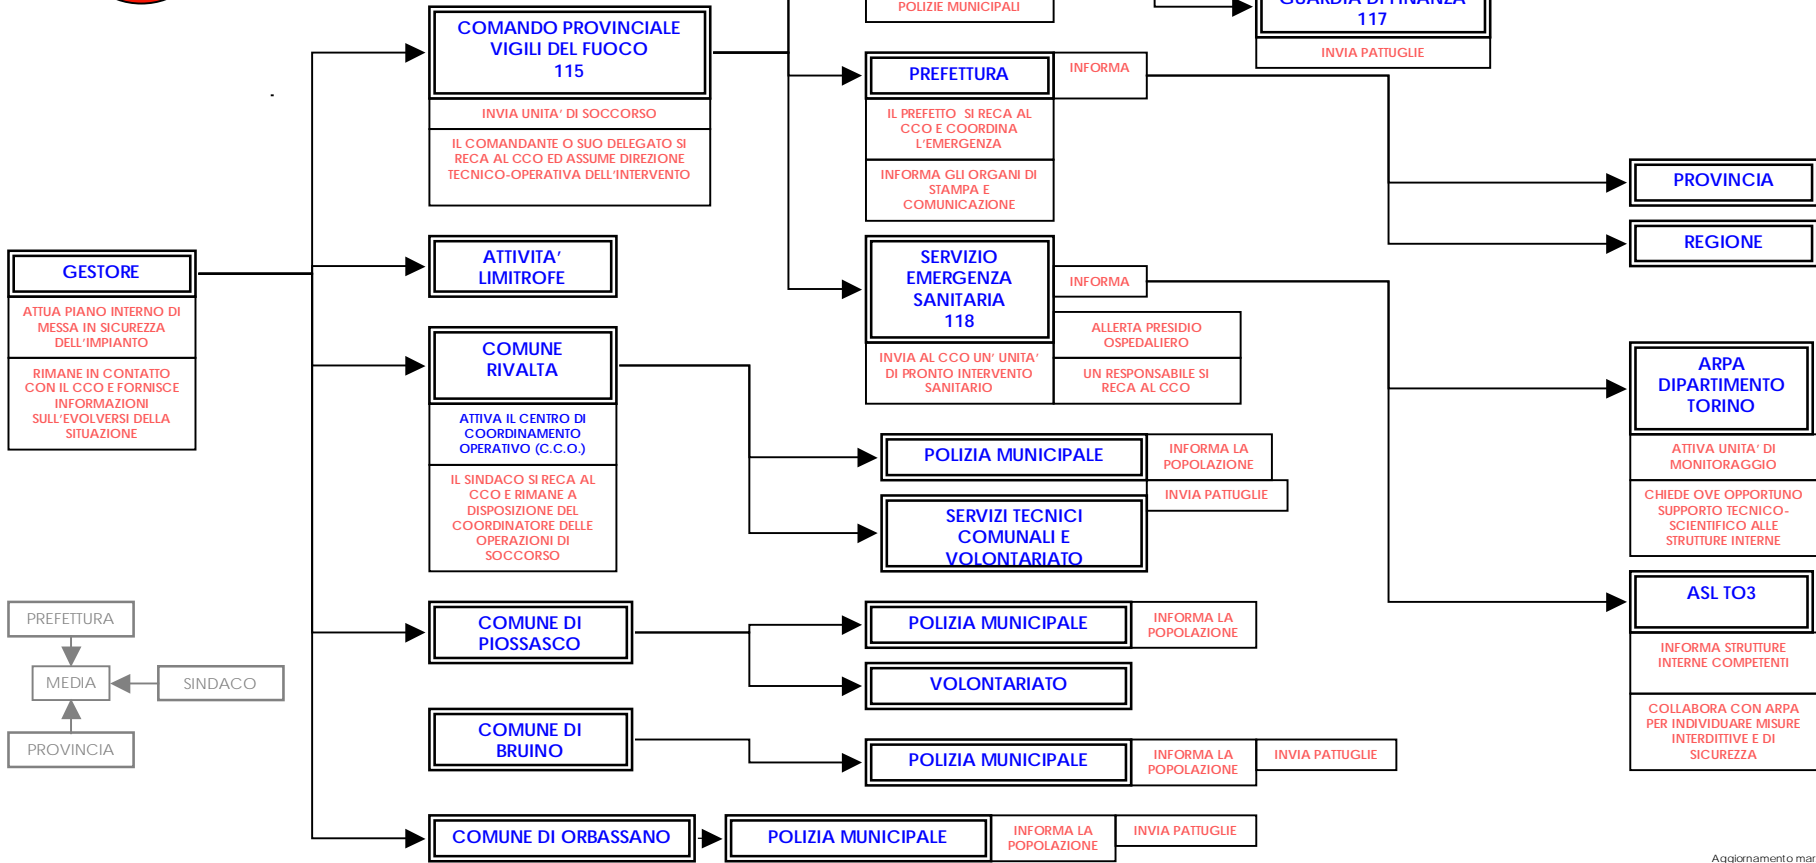 COMANDO PROVINCIALE
VIGILI DEL FUOCO
115
INVIA UNITA' DI SOCCORSO
IL COMANDANTE O SUO DELEGATO SI
RECA AL CCO ED ASSUME DIREZIONE
TECNICO-OPERATIVA DELL'INTERVENTO
POLIZIE MUNICIPALI
GUARDIA DI FINANZA
117
INVIA PATTUGLIE
PREFETTURA
INFORMA
IL PREFETTO SI RECA AL
CCO E COORDINA
L'EMERGENZA
INFORMA GLI ORGANI DI
STAMPA E
COMUNICAZIONE
PROVINCIA
REGIONE
GESTORE
ATTUA PIANO INTERNO DI
MESSA IN SICUREZZA
DELL'IMPIANTO
RIMANE IN CONTATTO
CON IL CCO E FORNISCE
INFORMAZIONI
SULL'EVOLVERSI DELLA
SITUAZIONE
ATTIVITA'
LIMITROFE
SERVIZIO
EMERGENZA
SANITARIA
118
INFORMA
ALLERTA PRESIDIO
OSPEDALIERO
INVIA AL CCO UN' UNITA'
DI PRONTO INTERVENTO
SANITARIO
UN RESPONSABILE SI
RECA AL CCO
COMUNE
RIVALTA
ATTIVA IL CENTRO DI
COORDINAMENTO
OPERATIVO (C.C.O.)
IL SINDACO SI RECA AL
CCO E RIMANE A
DISPOSIZIONE DEL
COORDINATORE DELLE
OPERAZIONI DI
SOCCORSO
POLIZIA MUNICIPALE
INFORMA LA
POPOLAZIONE
INVIA PATTUGLIE
SERVIZI TECNICI
COMUNALI E
VOLONTARIATO
ARPA
DIPARTIMENTO
TORINO
ATTIVA UNITA' DI
MONITORAGGIO
CHIEDE OVE OPPORTUNO
SUPPORTO TECNICO-
SCIENTIFICO ALLE
STRUTTURE INTERNE
ASL TO3
INFORMA STRUTTURE
INTERNE COMPETENTI
COLLABORA CON ARPA
PER INDIVIDUARE MISURE
INTERDITTIVE E DI
SICUREZZA
PREFETTURA
MEDIA
SINDACO
PROVINCIA
COMUNE DI
PIOSSASCO
POLIZIA MUNICIPALE
INFORMA LA
POPOLAZIONE
VOLONTARIATO
COMUNE DI
BRUINO
POLIZIA MUNICIPALE
INFORMA LA
POPOLAZIONE
INVIA PATTUGLIE
COMUNE DI ORBASSANO
POLIZIA MUNICIPALE
INFORMA LA
POPOLAZIONE
INVIA PATTUGLIE
Aggiornamento